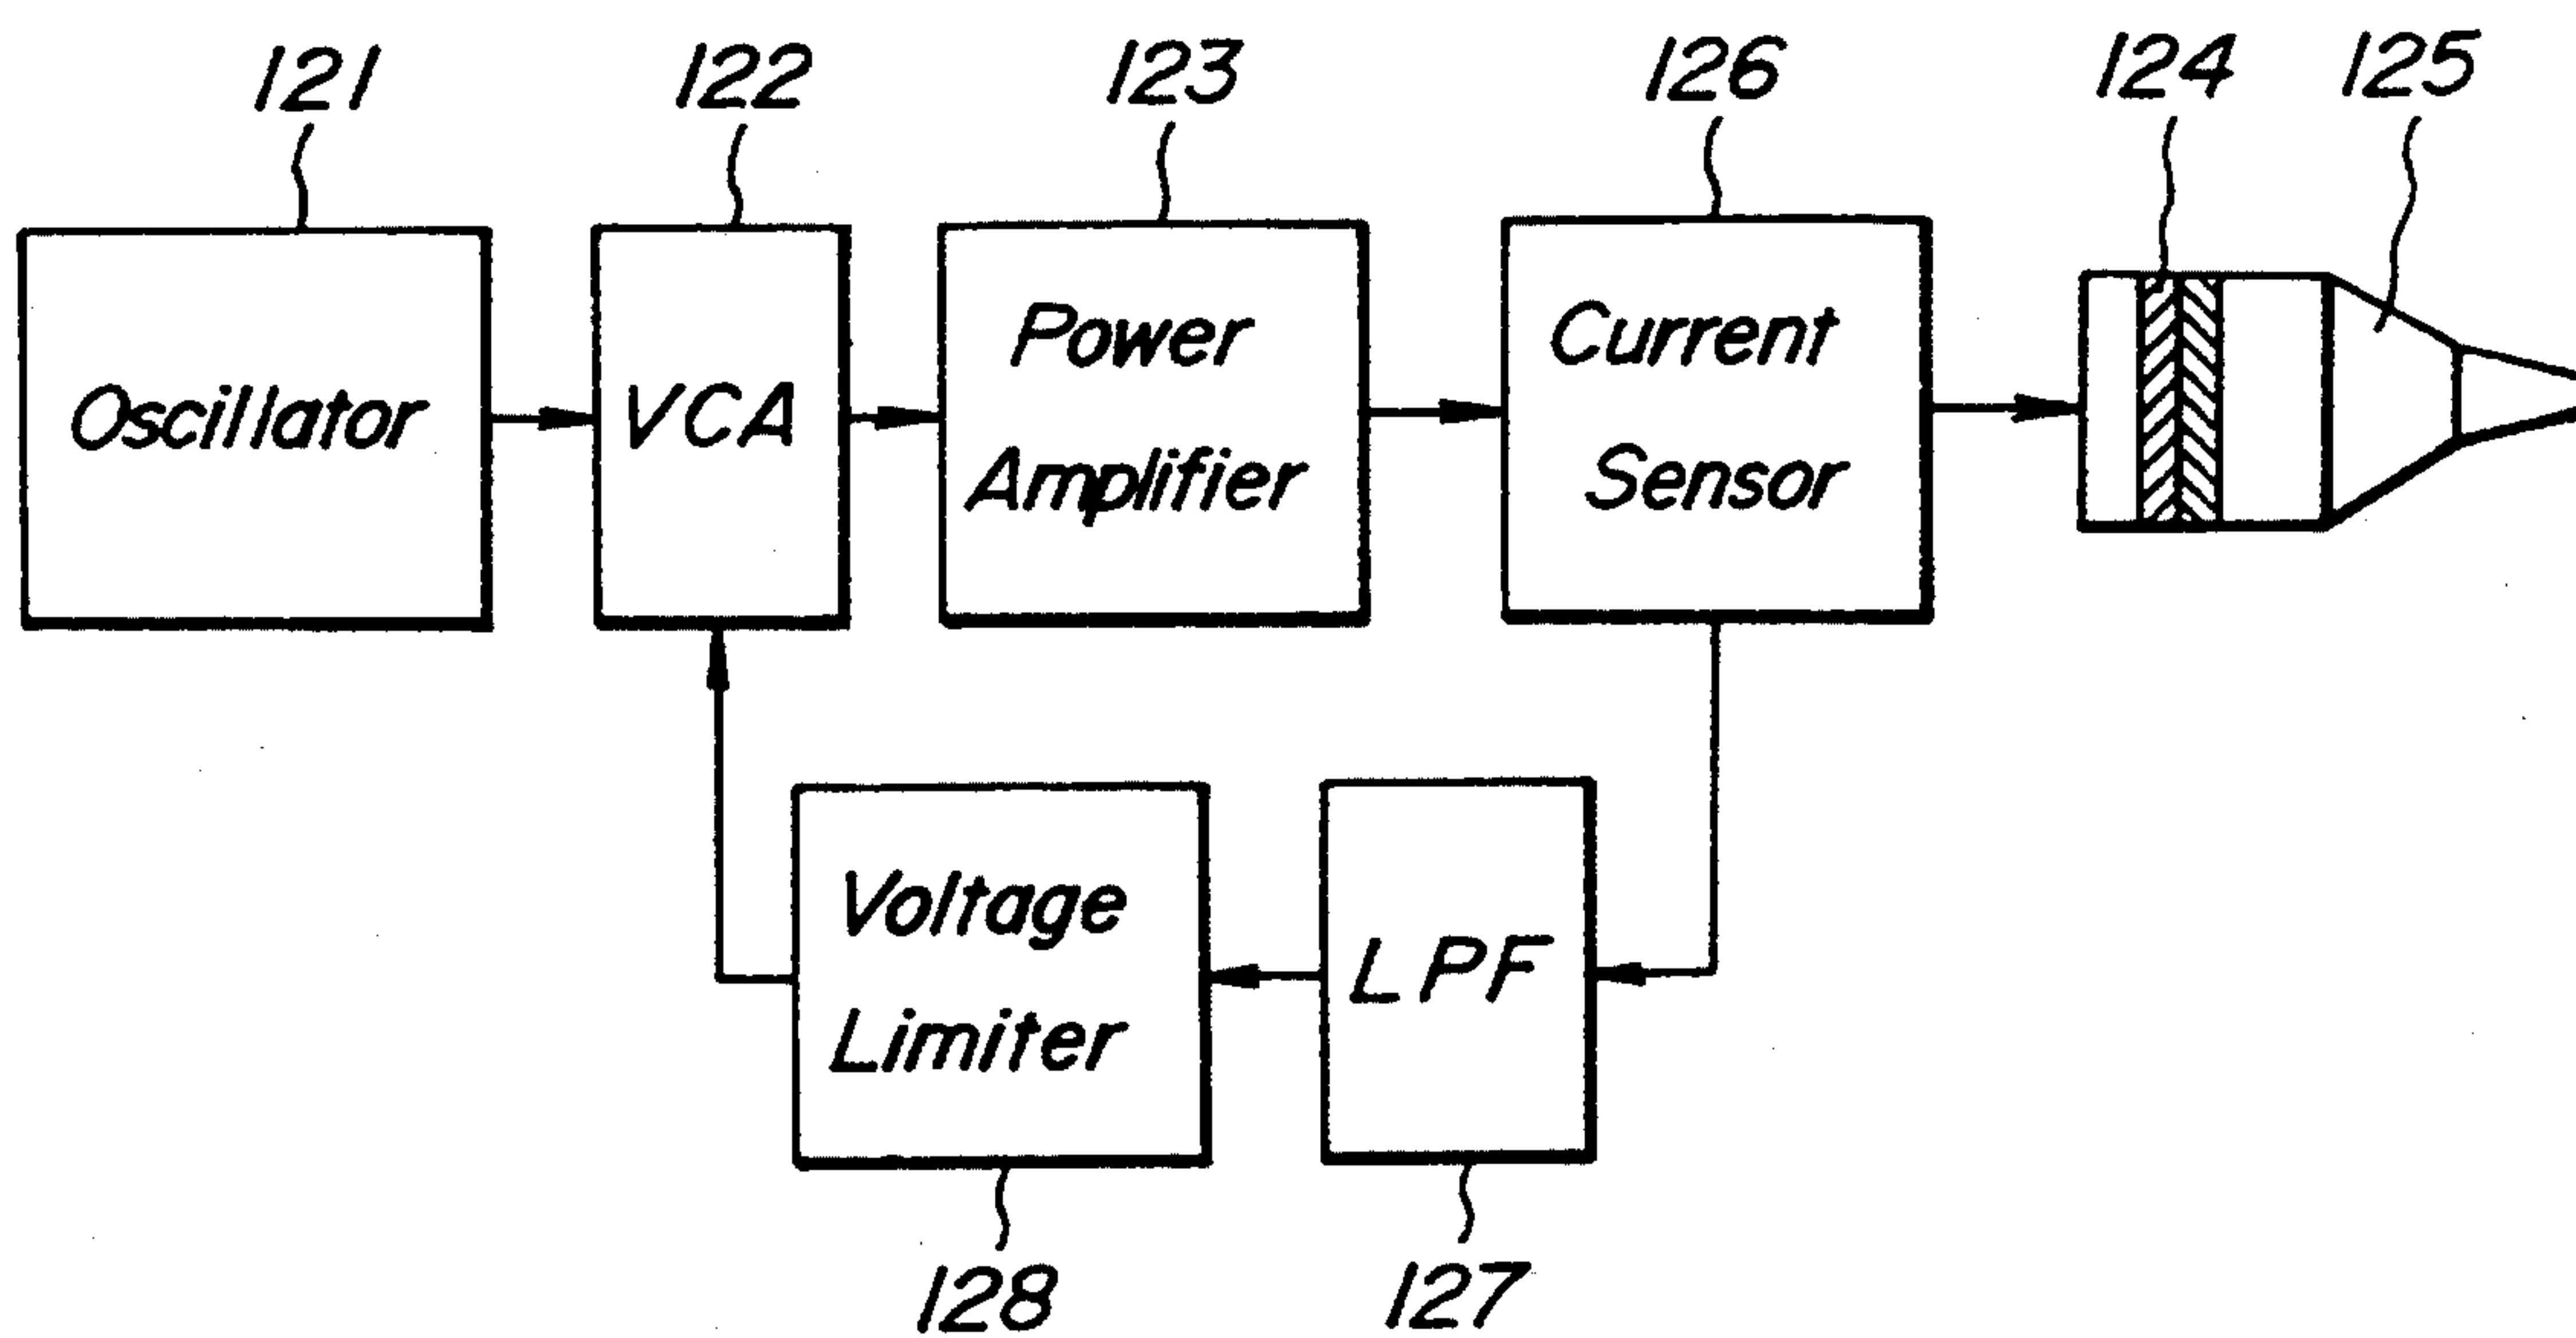 121
122
123
126
124
125
Oscillator
VCA
Power
Amplifier
Current
Sensor
Voltage
Limiter
LPF
128
127